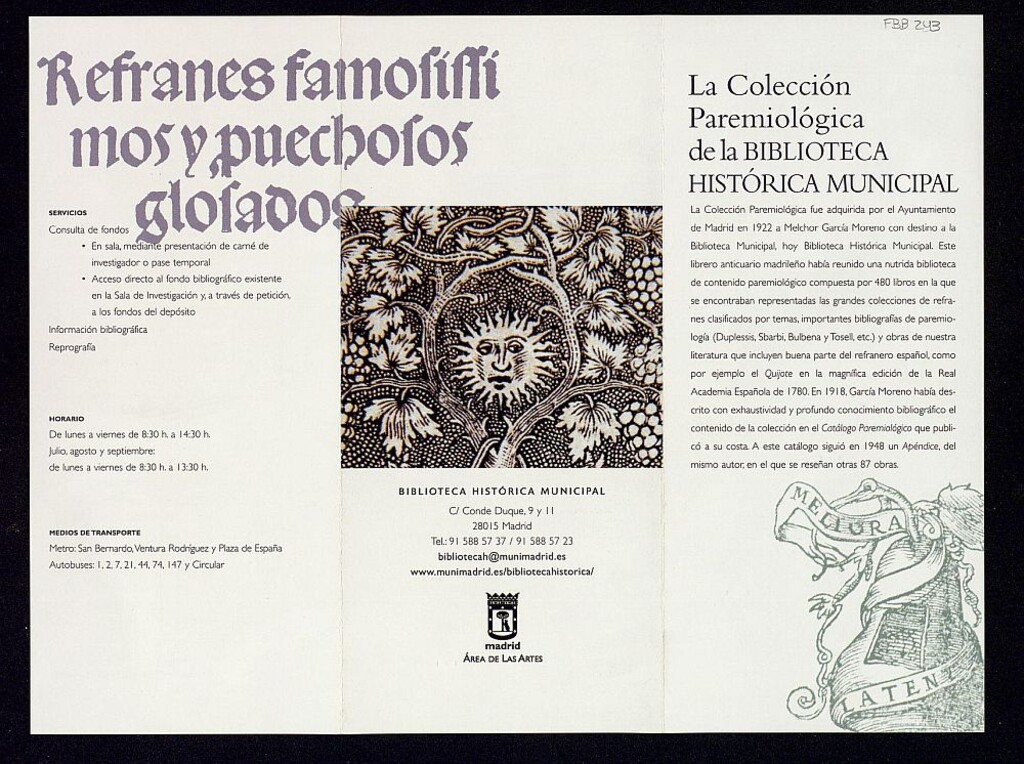 FBB 243
Refranes famosissi
mos y puechosos
glosados
SERVICIOS
Consulta de fondos
• En sala, mediante presentación de carné de
investigador o pase temporal
• Acceso directo al fondo bibliográfico existente
en la Sala de Investigación y, a través de petición,
a los fondos del depósito
Información bibliográfica
Reprografía
HORARIO
De lunes a viernes de 8:30 h. a 14:30 h.
Julio, agosto y septiembre:
de lunes a viernes de 8:30 h. a 13:30 h.
MEDIOS DE TRANSPORTE
Metro: San Bernardo, Ventura Rodríguez y Plaza de España
Autobuses: 1, 2, 7, 21, 44, 74, 147 y Circular
BIBLIOTECA HISTÓRICA MUNICIPAL
C/ Conde Duque, 9 y 11
28015 Madrid
Tel.: 91 588 57 37 / 91 588 57 23
bibliotecah@munimadrid.es
www.munimadrid.es/bibliotecahistorica/
madrid
ÁREA DE LAS ARTES
La Colección
Paremiológica
de la BIBLIOTECA
HISTÓRICA MUNICIPAL
La Colección Paremiológica fue adquirida por el Ayuntamiento
de Madrid en 1922 a Melchor García Moreno con destino a la
Biblioteca Municipal, hoy Biblioteca Histórica Municipal. Este
librero anticuario madrileño había reunido una nutrida biblioteca
de contenido paremiológico compuesta por 480 libros en la que
se encontraban representadas las grandes colecciones de refra-
nes clasificados por temas, importantes bibliografías de paremio-
logía (Duplessis, Sbarbi, Bulbena y Tosell, etc.) y obras de nuestra
literatura que incluyen buena parte del refranero español, como
por ejemplo el Quijote en la magnífica edición de la Real
Academia Española de 1780. En 1918, García Moreno había des-
crito con exhaustividad y profundo conocimiento bibliográfico el
contenido de la colección en el Catálogo Paremiológico que publi-
có a su costa. A este catálogo siguió en 1948 un Apéndice, del
mismo autor, en el que se reseñan otras 87 obras.
MELIORA
LATENT